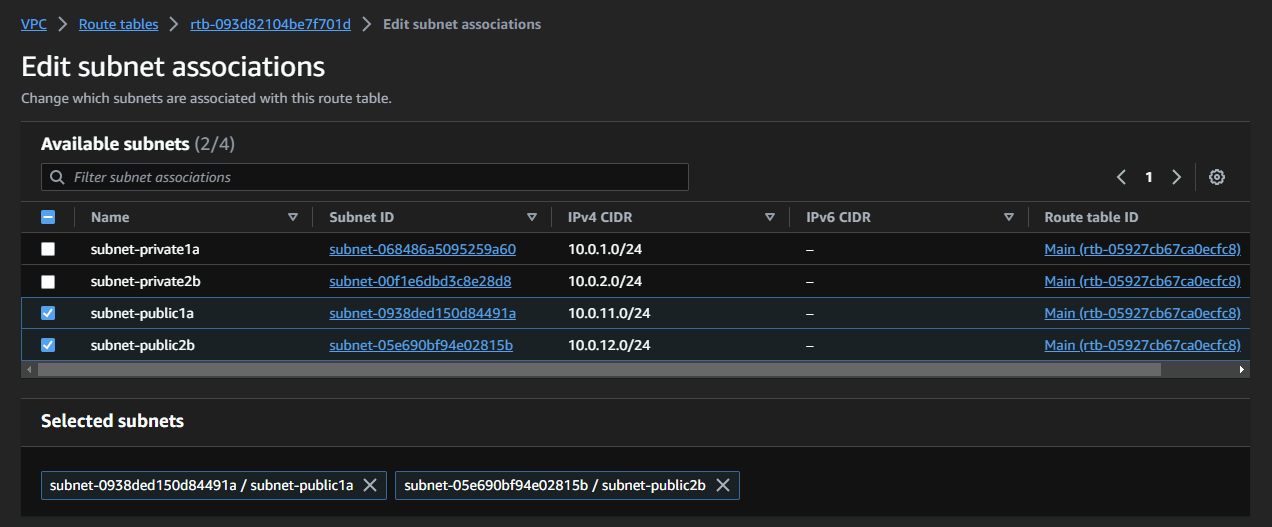 VPC > Route tables > rtb-093d82104be7f701d > Edit subnet associations
Edit subnet associations
Change which subnets are associated with this route table.
Available subnets (2/4)
Filter subnet associations
1
Name Subnet ID IPv4 CIDR IPv6 CIDR Route table ID
subnet-private1a subnet-068486a5095259a60 10.0.1.0/24 – Main (rtb-05927cb67ca0ecfc8)
subnet-private2b subnet-00f1e6dbd3c8e28d8 10.0.2.0/24 – Main (rtb-05927cb67ca0ecfc8)
subnet-public1a subnet-0938ded150d84491a 10.0.11.0/24 – Main (rtb-05927cb67ca0ecfc8)
subnet-public2b subnet-05e690bf94e02815b 10.0.12.0/24 – Main (rtb-05927cb67ca0ecfc8)
Selected subnets
subnet-0938ded150d84491a / subnet-public1a subnet-05e690bf94e02815b / subnet-public2b